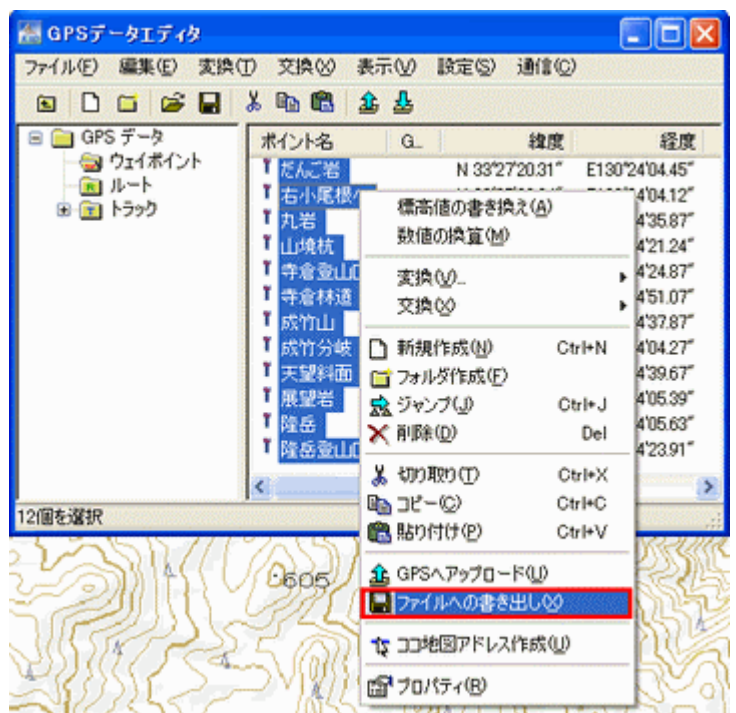 GPSデータエディタ
ファイル(F) 編集(E) 変換(T) 交換(X) 表示(V) 設定(S) 通信(C)
GPS データ
ウェイポイント
ルート
トラック
ポイント名 G... 緯度 経度
だんご岩 N 33°27'20.31" E130°24'04.45"
右小尾根 4'04.12"
丸岩 4'35.87"
山境杭 4'21.24"
寺倉登山 4'24.87"
寺倉林道 4'51.07"
成竹山 4'37.87"
成竹分岐 4'04.27"
天望斜面 4'39.67"
展望岩 4'05.39"
隆岳 4'05.63"
隆岳登山 4'23.91"
12個を選択
標高値の書き換え(A)
数値の換算(M)
変換(V)...
交換(X)
新規作成(N) Ctrl+N
フォルダ作成(F)
ジャンプ(J) Ctrl+J
削除(D) Del
切り取り(T) Ctrl+X
コピー(C) Ctrl+C
貼り付け(P) Ctrl+V
GPSへアップロード(U)
ファイルへの書き出し(X)
ココ地図アドレス作成(U)
プロパティ(R)
605